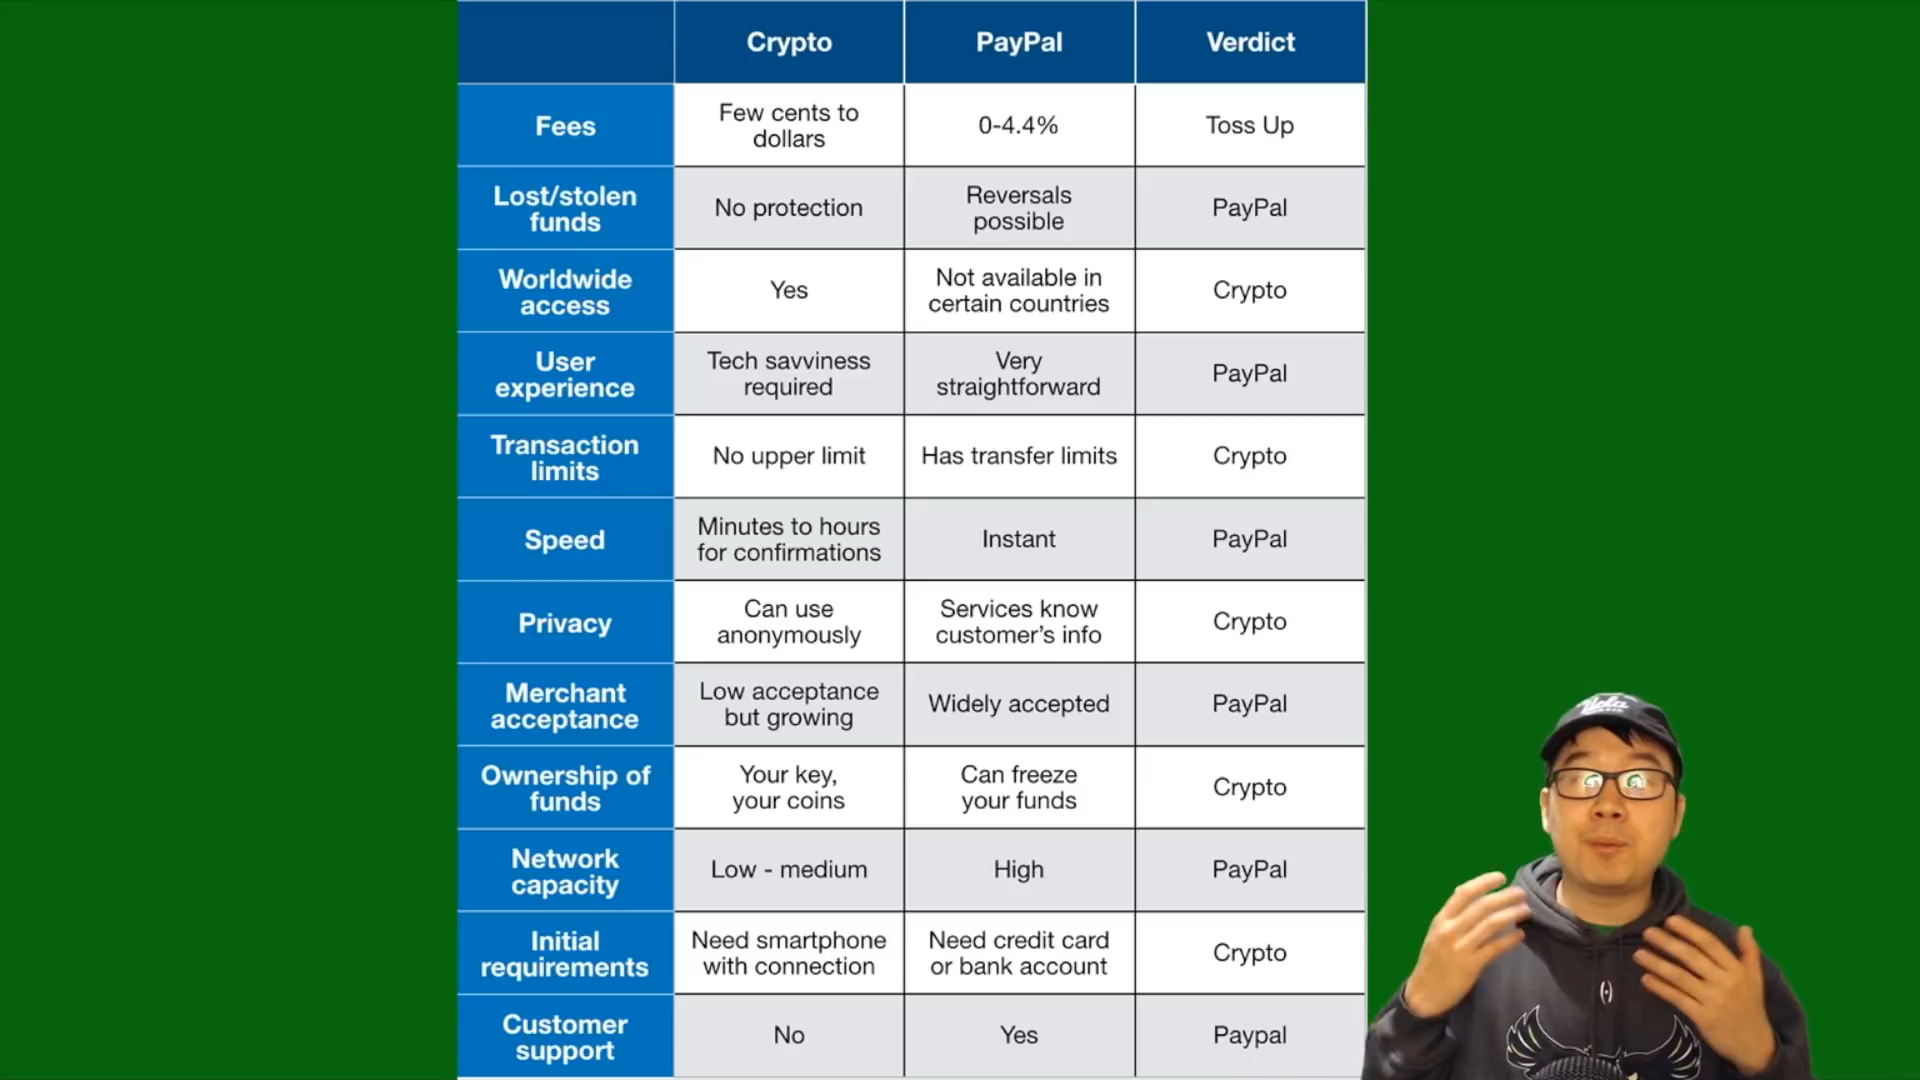 Crypto
PayPal
Verdict
Fees
Few cents to
dollars
0-4.4%
Toss Up
Lost/stolen
funds
No protection
Reversals
possible
PayPal
Worldwide
access
Yes
Not available in
certain countries
Crypto
User
experience
Tech savviness
required
Very
straightforward
PayPal
Transaction
limits
No upper limit
Has transfer limits
Crypto
Speed
Minutes to hours
for confirmations
Instant
PayPal
Privacy
Can use
anonymously
Services know
customer’s info
Crypto
Merchant
acceptance
Low acceptance
but growing
Widely accepted
PayPal
Ownership of
funds
Your key,
your coins
Can freeze
your funds
Crypto
Network
capacity
Low - medium
High
PayPal
Initial
requirements
Need smartphone
with connection
Need credit card
or bank account
Crypto
Customer
support
No
Yes
Paypal